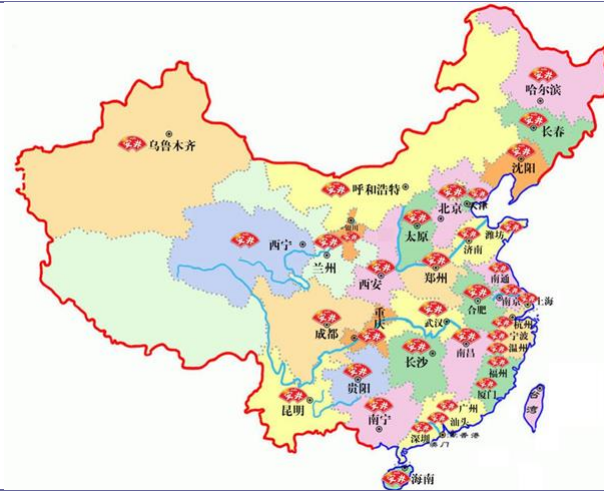 哈尔滨
长春
沈阳
乌鲁木齐
呼和浩特
北京
天津
银川
太原
潍坊
济南
西宁
兰州
西安
郑州
南通
合肥
南京
上海
成都
重庆
武汉
杭州
宁波
温州
长沙
南昌
福州
贵阳
厦门
昆明
南宁
广州
汕头
深圳
香港
澳门
台湾
海南